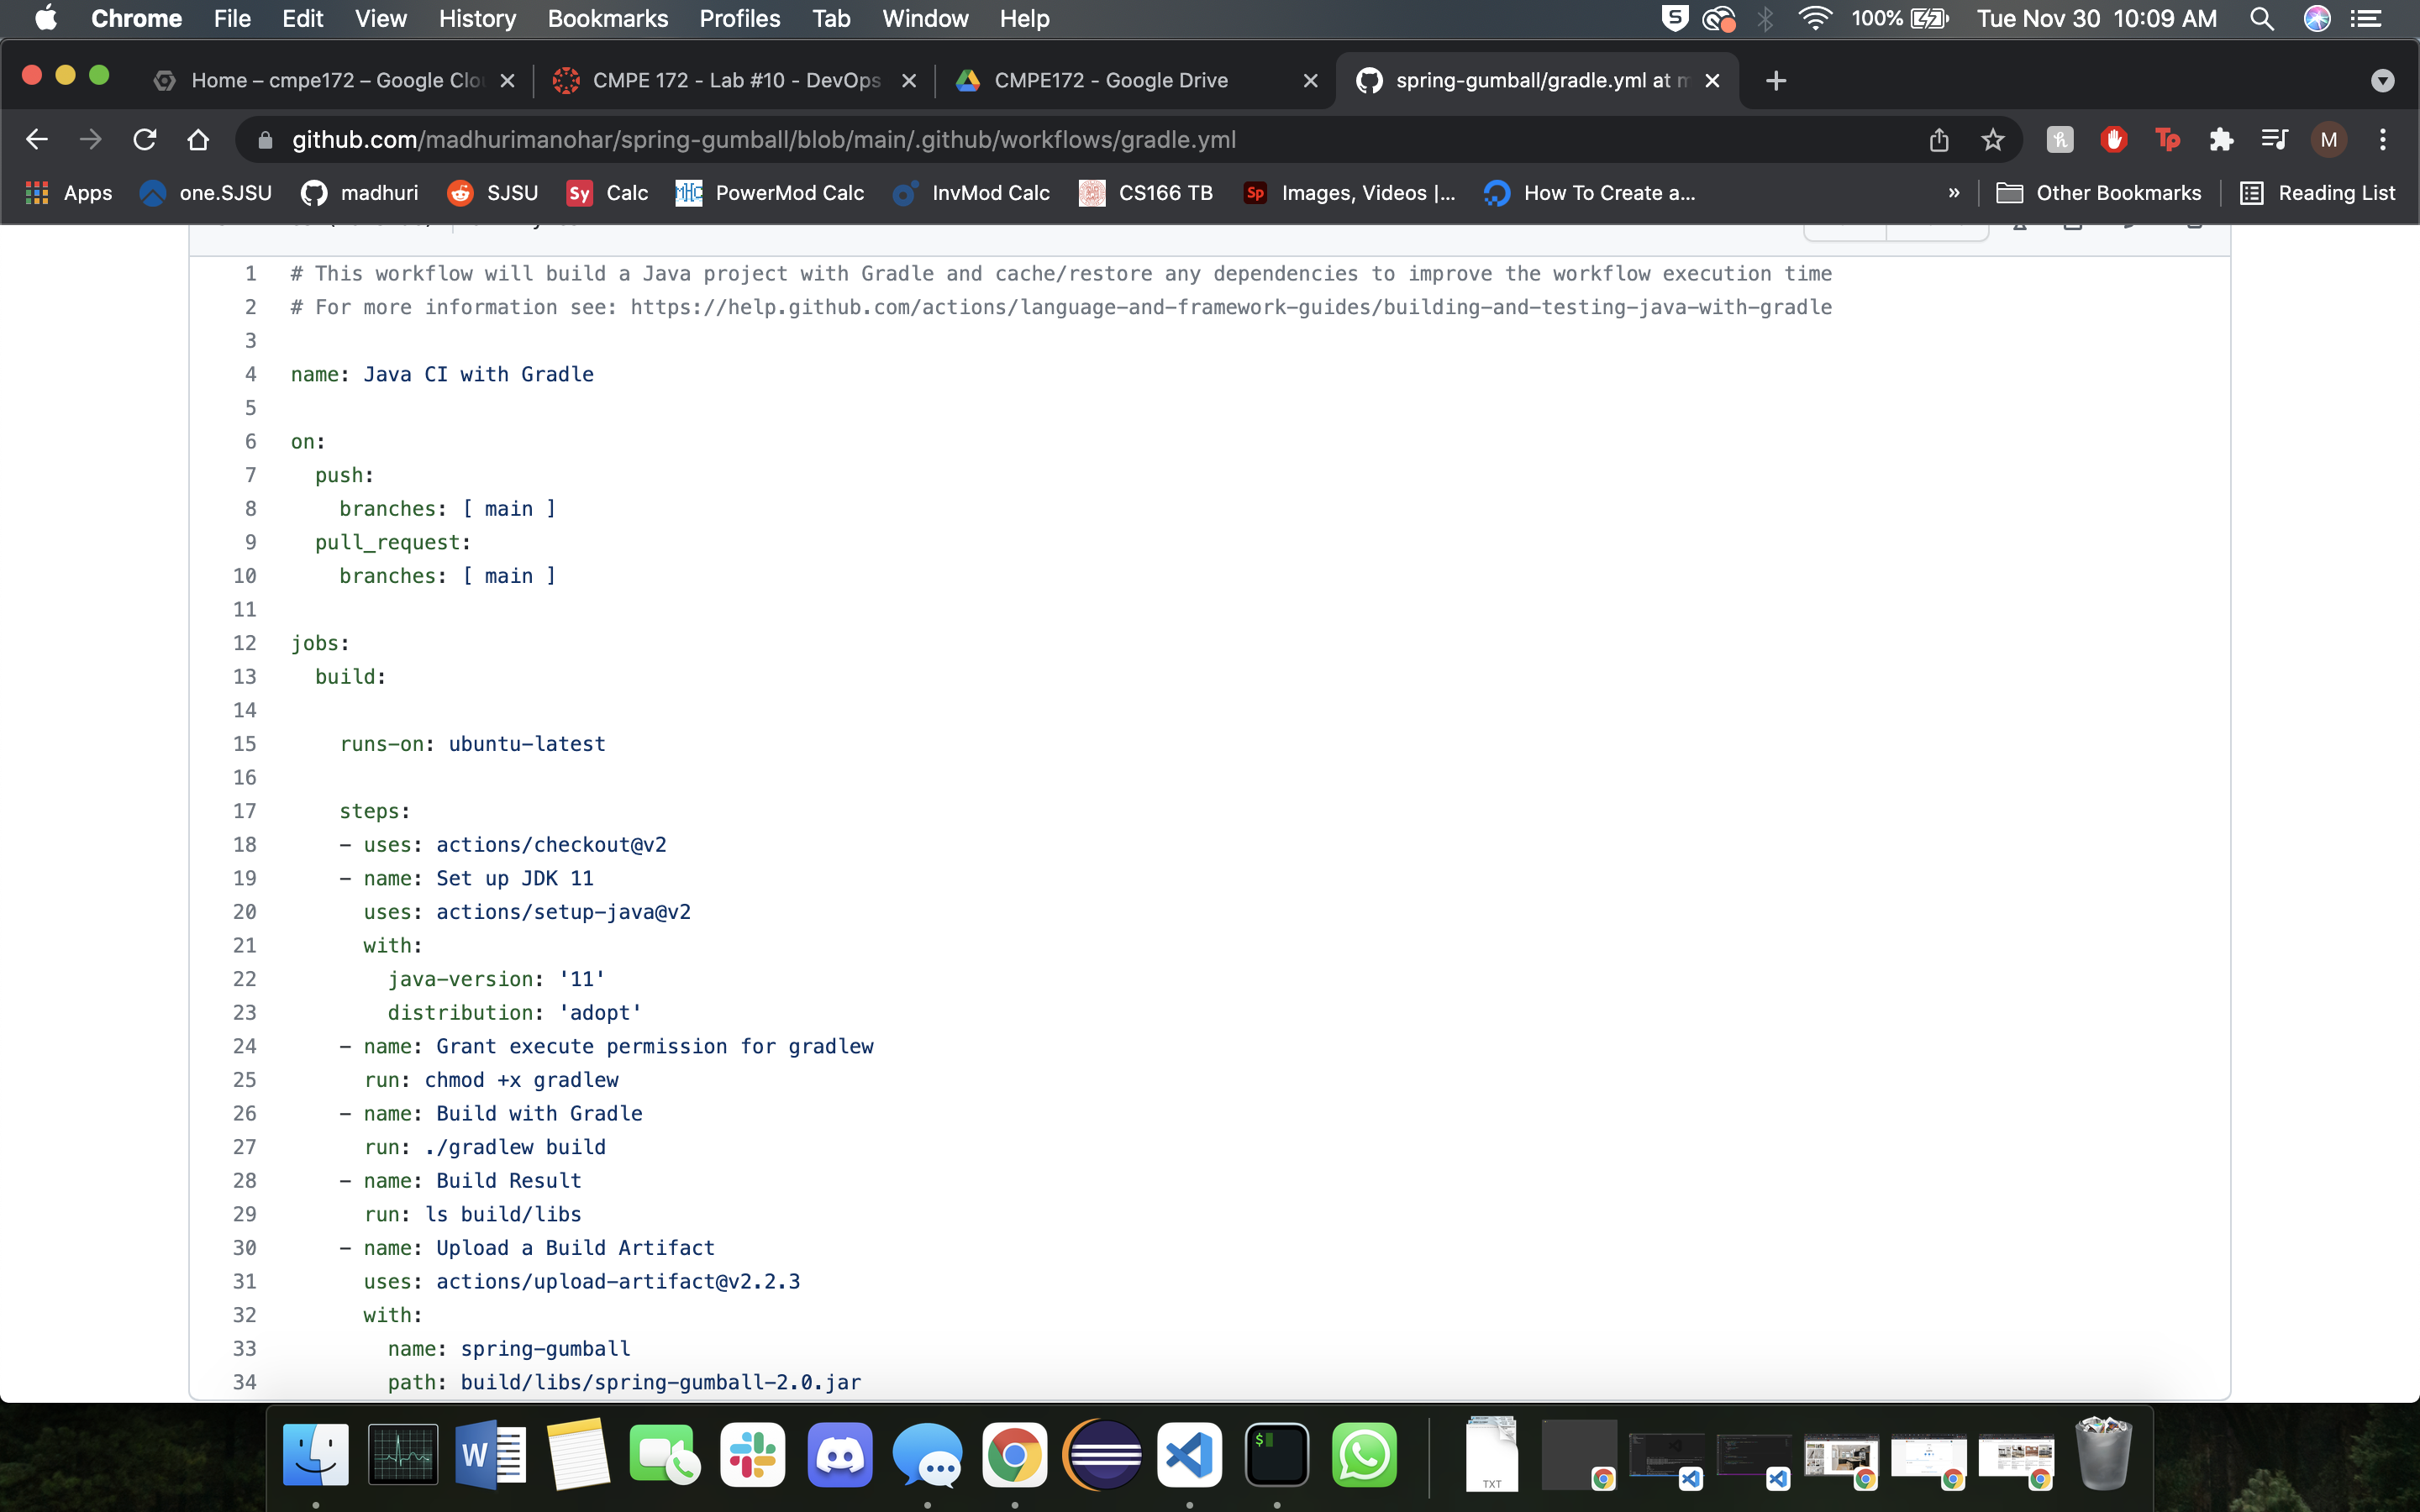 Chrome File Edit View History Bookmarks Profiles Tab Window Help 100% Tue Nov 30 10:09 AM
Home – cmpe172 – Google Clou CMPE 172 - Lab #10 - DevOps CMPE172 - Google Drive spring-gumball/gradle.yml at m
github.com/madhurimanohar/spring-gumball/blob/main/.github/workflows/gradle.yml Tp M
Apps one.SJSU madhuri SJSU Sy Calc MHC PowerMod Calc InvMod Calc CS166 TB Sp Images, Videos |... How To Create a... » Other Bookmarks Reading List
1 # This workflow will build a Java project with Gradle and cache/restore any dependencies to improve the workflow execution time
2 # For more information see: https://help.github.com/actions/language-and-framework-guides/building-and-testing-java-with-gradle
3
4 name: Java CI with Gradle
5
6 on:
7 push:
8 branches: [ main ]
9 pull_request:
10 branches: [ main ]
11
12 jobs:
13 build:
14
15 runs-on: ubuntu-latest
16
17 steps:
18 - uses: actions/checkout@v2
19 - name: Set up JDK 11
20 uses: actions/setup-java@v2
21 with:
22 java-version: '11'
23 distribution: 'adopt'
24 - name: Grant execute permission for gradlew
25 run: chmod +x gradlew
26 - name: Build with Gradle
27 run: ./gradlew build
28 - name: Build Result
29 run: ls build/libs
30 - name: Upload a Build Artifact
31 uses: actions/upload-artifact@v2.2.3
32 with:
33 name: spring-gumball
34 path: build/libs/spring-gumball-2.0.jar
W $ TXT